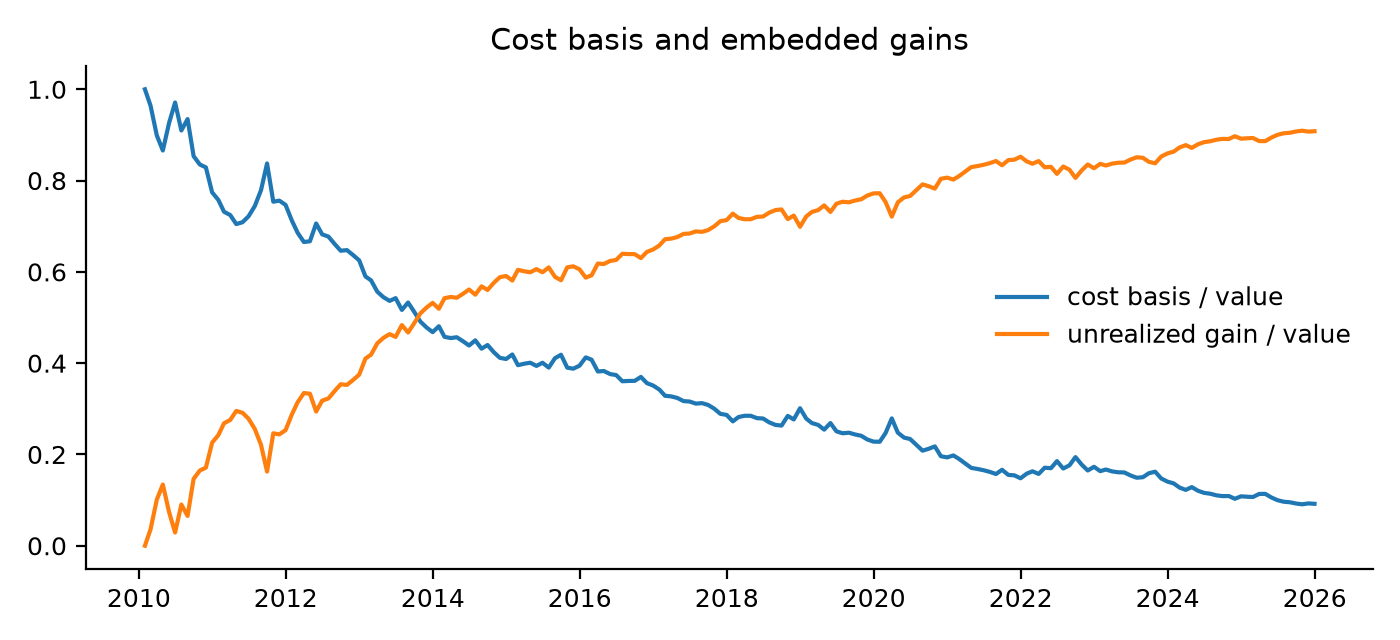 Cost basis and embedded gains
1.0
0.8
0.6
0.4
0.2
0.0
cost basis / value
unrealized gain / value
2010 2012 2014 2016 2018 2020 2022 2024 2026